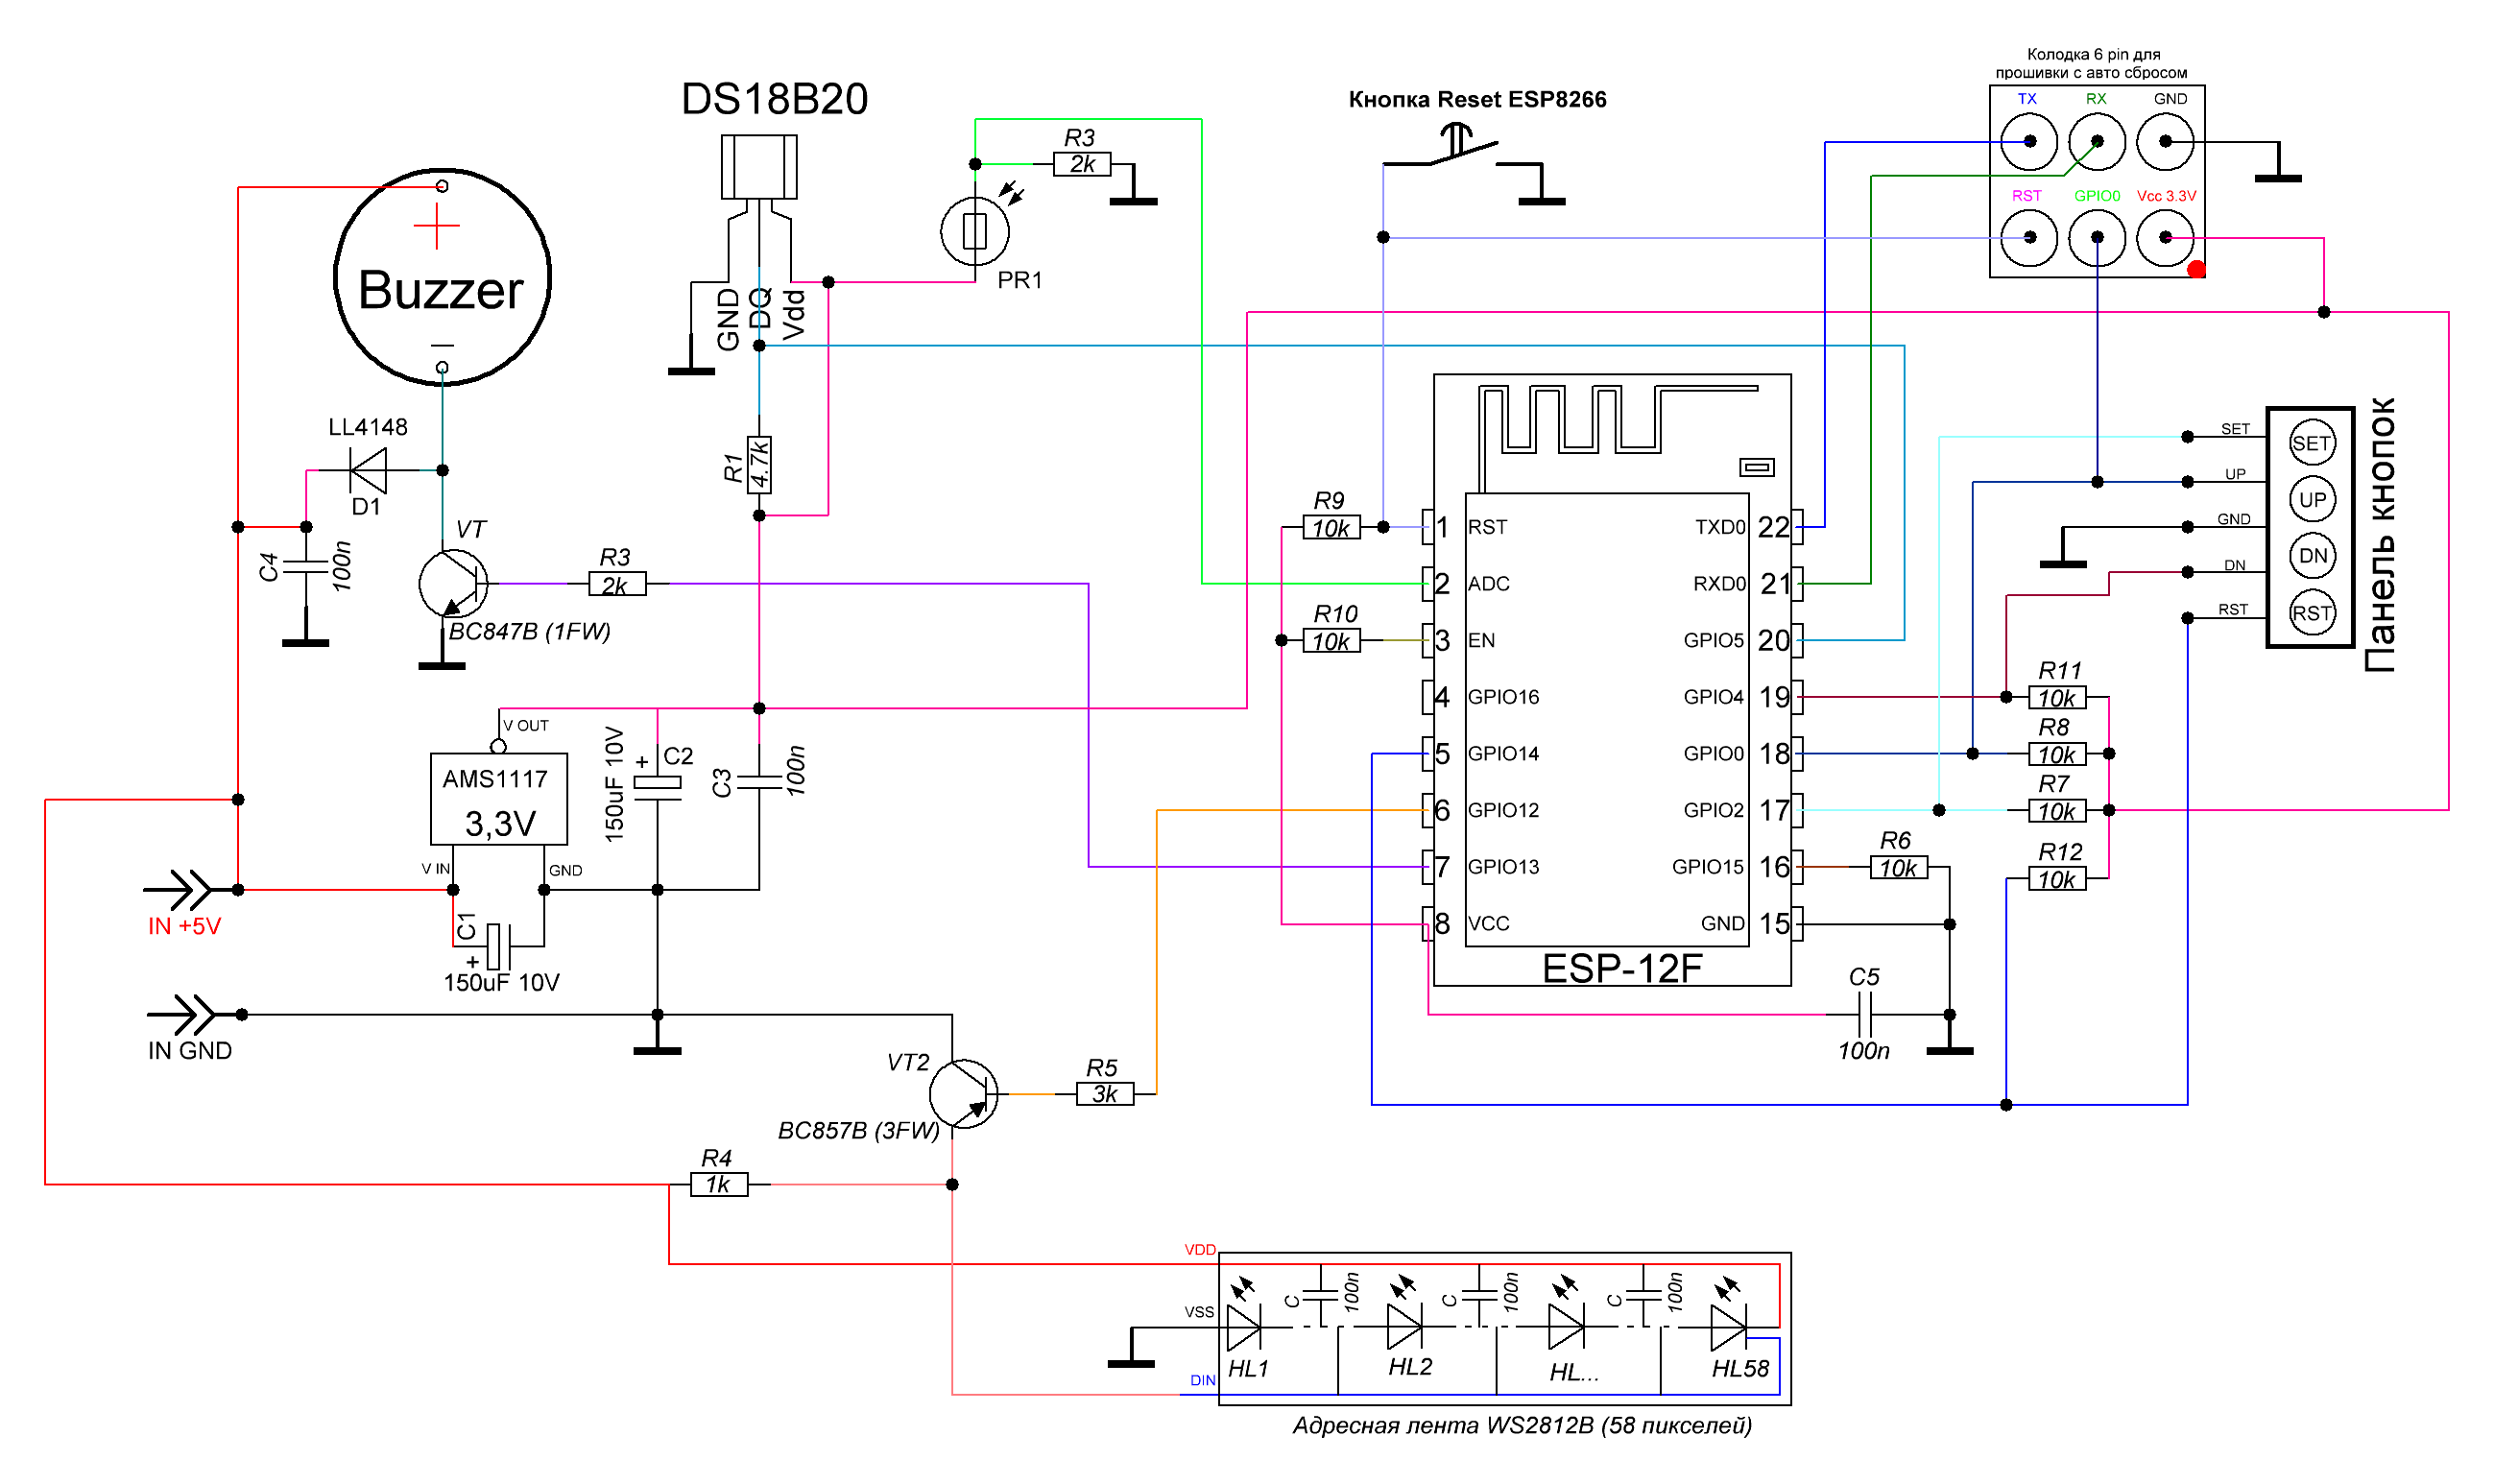 Колодка 6 pin для
прошивки с авто сбросом
TX
RX
GND
RST
GPIO0
Vcc 3.3V
DS18B20
GND
DQ
Vdd
Кнопка Reset ESP8266
R3
2k
PR1
+
Buzzer
—
LL4148
D1
VT
BC847B (1FW)
C4
100n
R3
2k
R1
4.7k
R9
10k
R10
10k
1
RST
2
ADC
3
EN
4
GPIO16
5
GPIO14
6
GPIO12
7
GPIO13
8
VCC
TXD0
22
RXD0
21
GPIO5
20
GPIO4
19
GPIO0
18
GPIO2
17
GPIO15
16
GND
15
ESP-12F
SET
UP
GND
DN
RST
SET
UP
DN
RST
Панель кнопок
R11
10k
R8
10k
R7
10k
R12
10k
R6
10k
C5
100n
V OUT
AMS1117
3,3V
V IN
GND
+
C2
150uF 10V
C3
100n
IN +5V
C1
+
150uF 10V
IN GND
VT2
BC857B (3FW)
R5
3k
R4
1k
VDD
VSS
DIN
C
100n
C
100n
C
100n
HL1
HL2
HL...
HL58
Адресная лента WS2812B (58 пикселей)